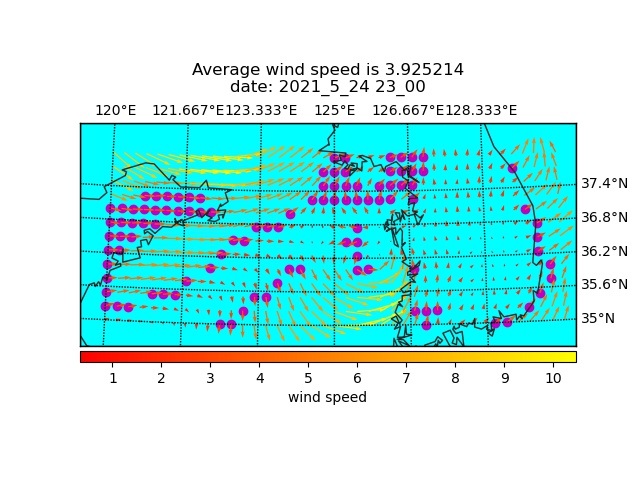 Average wind speed is 3.925214
date: 2021_5_24 23_00
120°E 121.667°E 123.333°E 125°E 126.667°E 128.333°E
37.4°N
36.8°N
36.2°N
35.6°N
35°N
1 2 3 4 5 6 7 8 9 10
wind speed